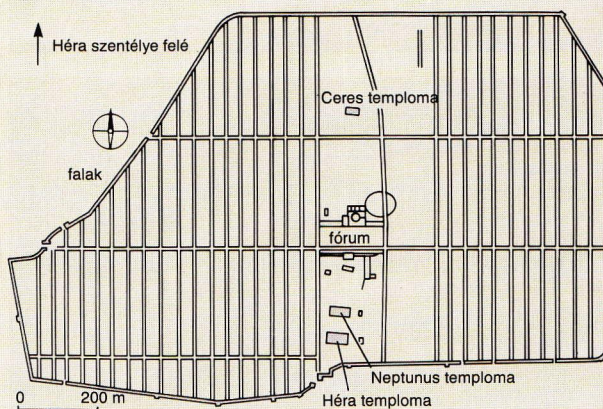 Héra szentélye felé
Ceres temploma
falak
fórum
Neptunus temploma
Héra temploma
0 200 m